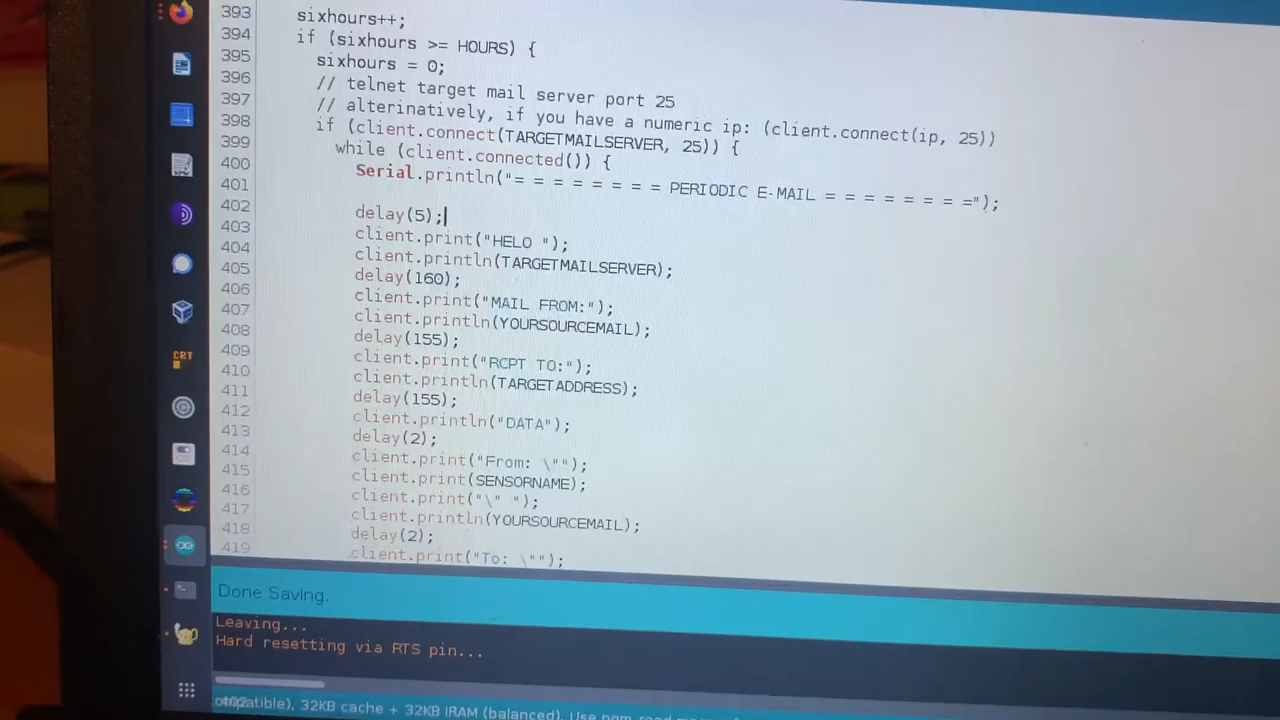 393 sixhours++;
394 if (sixhours >= HOURS) {
395 sixhours = 0;
396 // telnet target mail server port 25
397 // alterinatively, if you have a numeric ip: (client.connect(ip, 25))
398 if (client.connect(TARGETMAILSERVER, 25)) {
399 while (client.connected()) {
400 Serial.println("= = = = = = = = PERIODIC E-MAIL = = = = = = = =");
401
402 delay(5);
403 client.print("HELO ");
404 client.println(TARGETMAILSERVER);
405 delay(160);
406 client.print("MAIL FROM:");
407 client.println(YOURSOURCEMAIL);
408 delay(155);
409 client.print("RCPT TO:");
410 client.println(TARGETADDRESS);
411 delay(155);
412 client.println("DATA");
413 delay(2);
414 client.print("From: \"");
415 client.print(SENSORNAME);
416 client.print("\" ");
417 client.println(YOURSOURCEMAIL);
418 delay(2);
419 client.print("To: \"");
CRT
Done Saving.
Leaving...
Hard resetting via RTS pin...
32KB cache + 32KB IRAM (balanced), Use